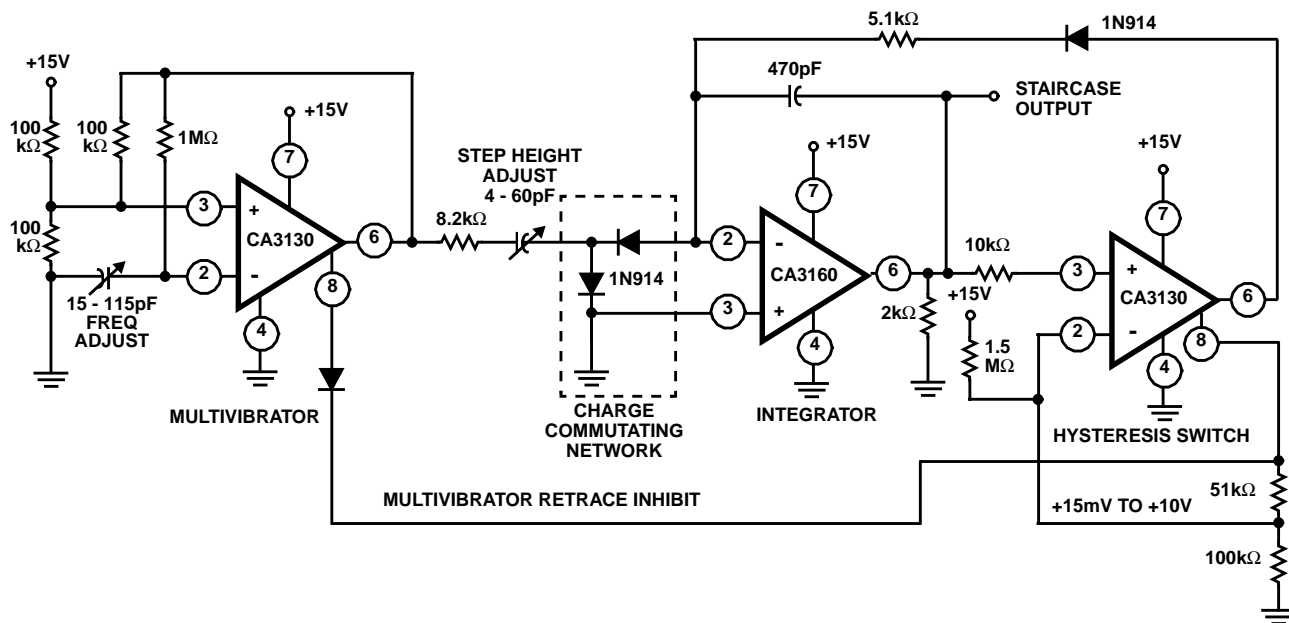 +15V
100
kΩ
100
kΩ
1MΩ
+15V
7
100
kΩ
3
+
CA3130
6
2
-
8
4
15 - 115pF
FREQ
ADJUST
MULTIVIBRATOR
STEP HEIGHT
ADJUST
4 - 60pF
8.2kΩ
1N914
CHARGE
COMMUTATING
NETWORK
5.1kΩ
1N914
470pF
STAIRCASE
OUTPUT
+15V
7
2
-
CA3160
6
3
+
4
2kΩ
INTEGRATOR
10kΩ
+15V
1.5
MΩ
+15V
7
3
+
CA3130
6
2
-
8
4
HYSTERESIS SWITCH
MULTIVIBRATOR RETRACE INHIBIT
+15mV TO +10V
51kΩ
100kΩ